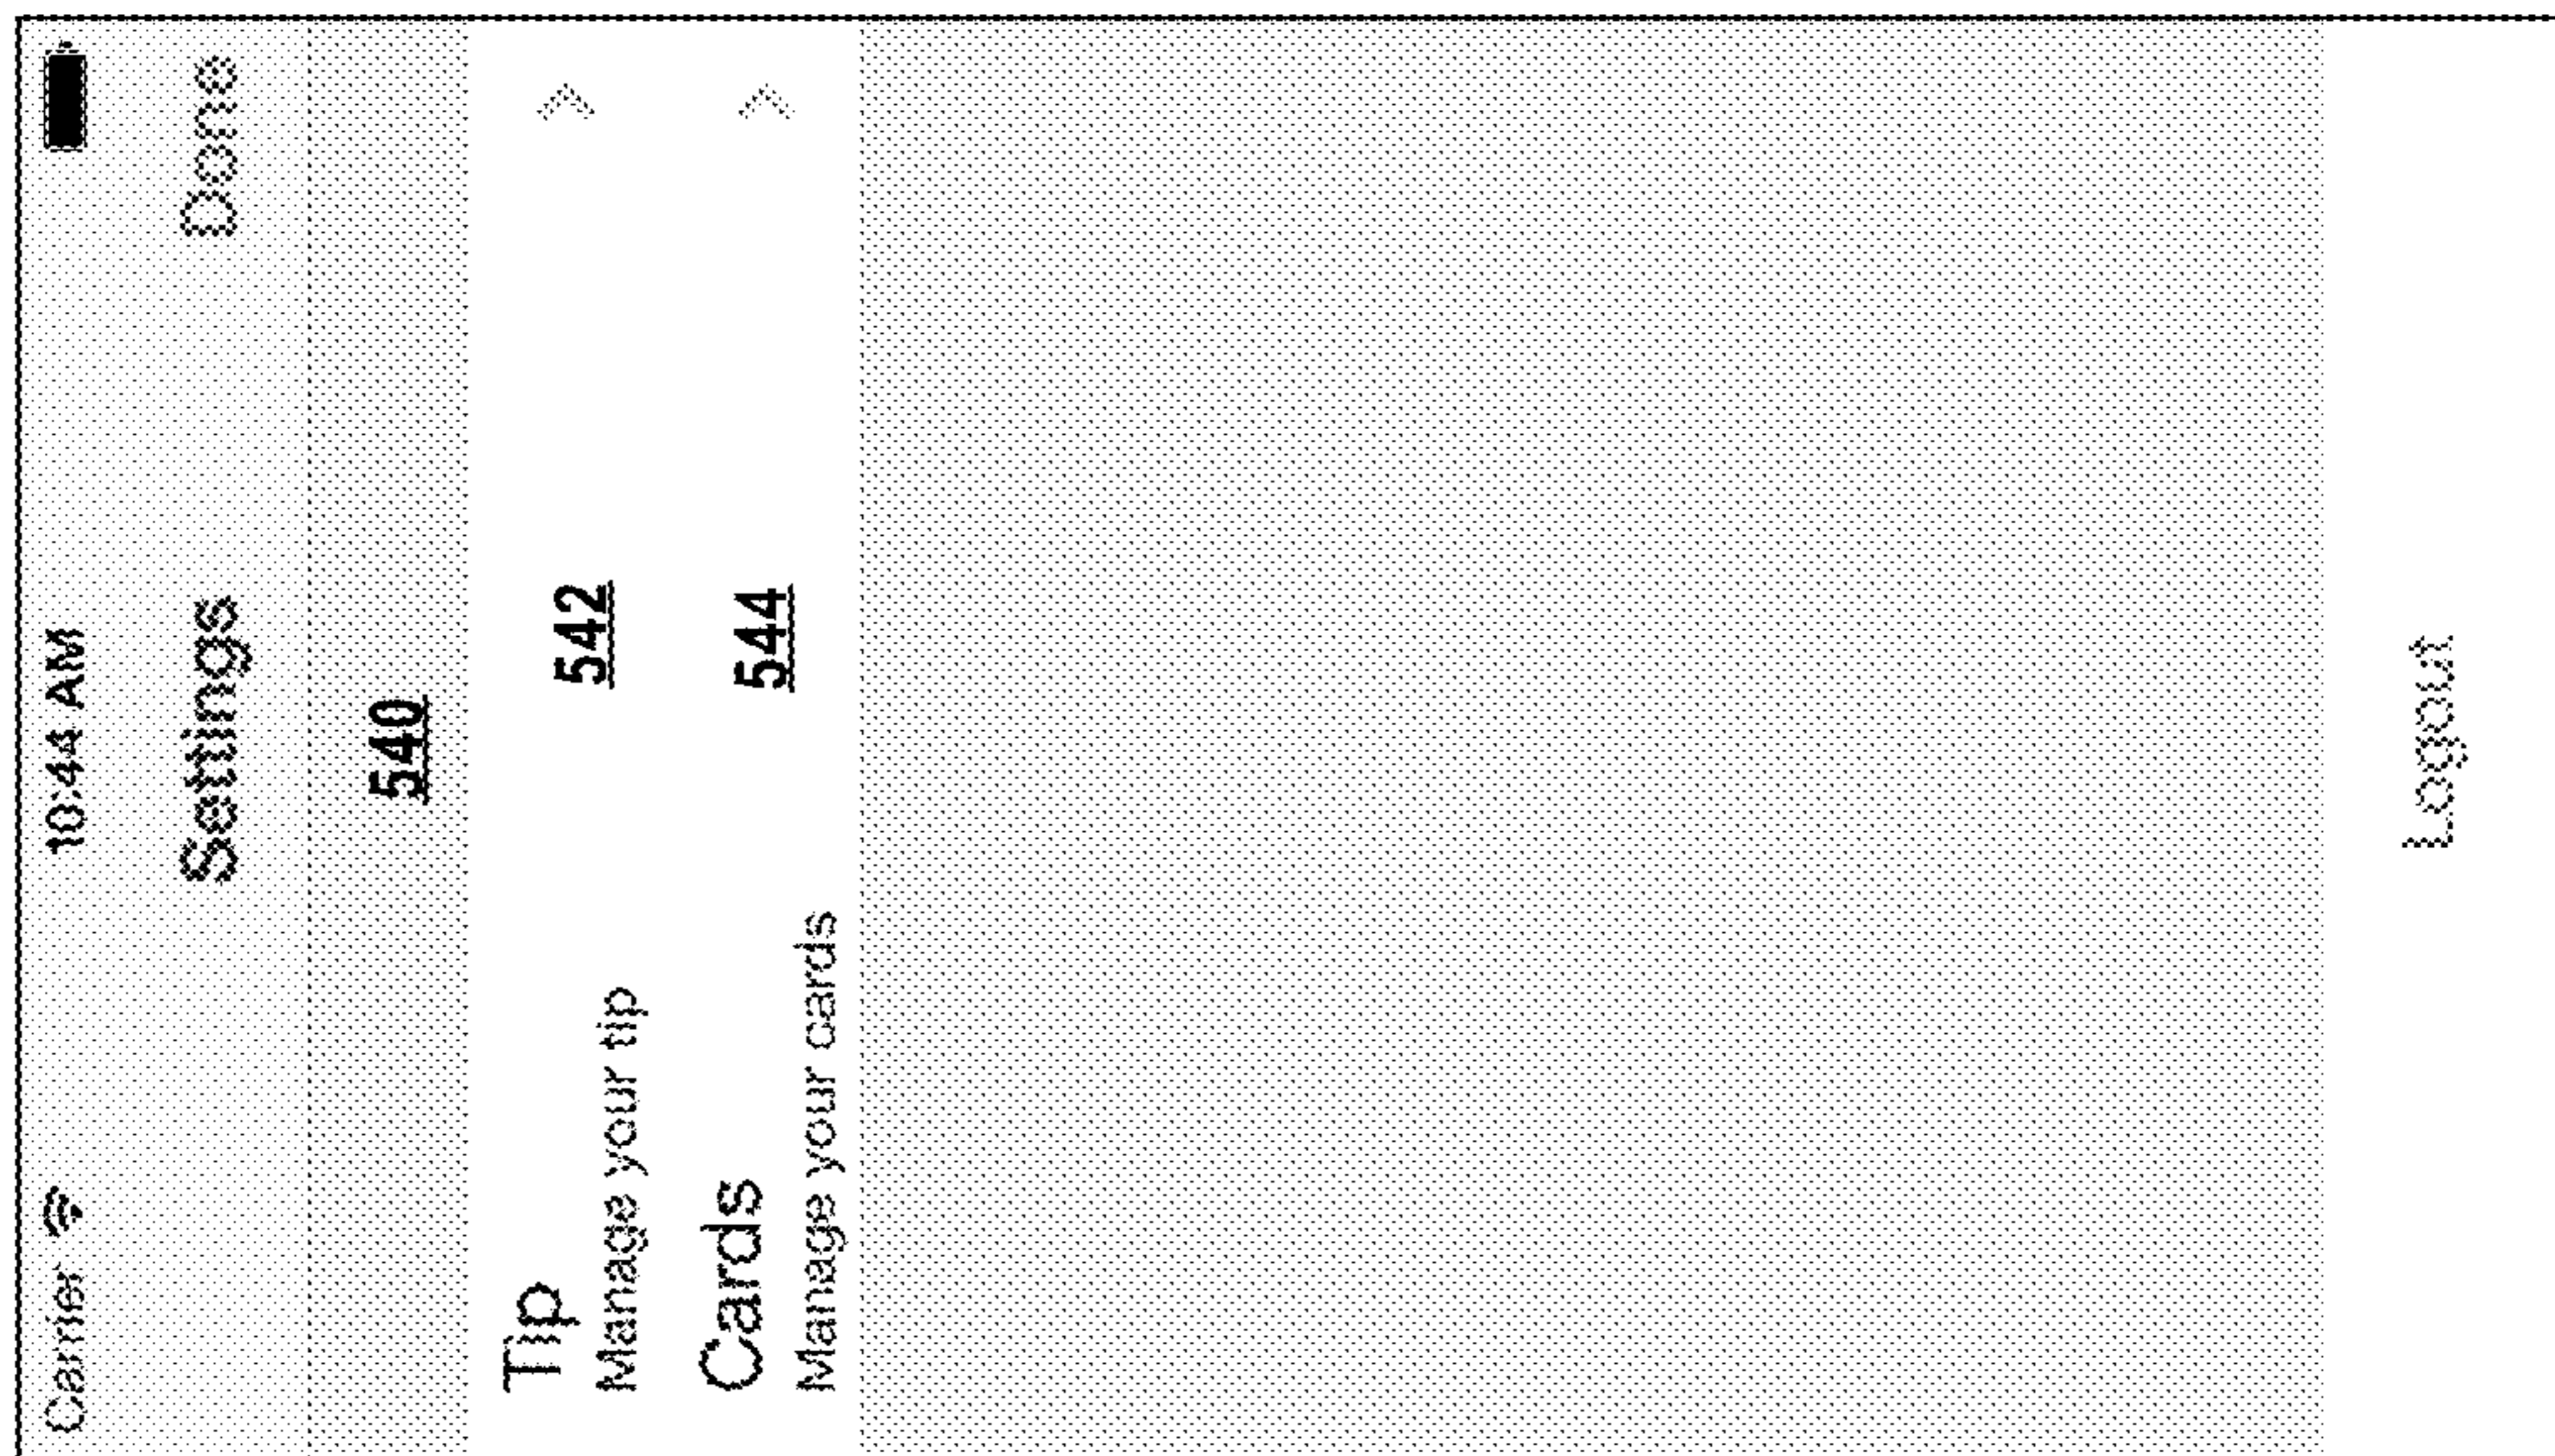 Carrier 10:44 AM
Settings Done
540
Tip
542
Manage your tip
Cards
544
Manage your cards
Logout